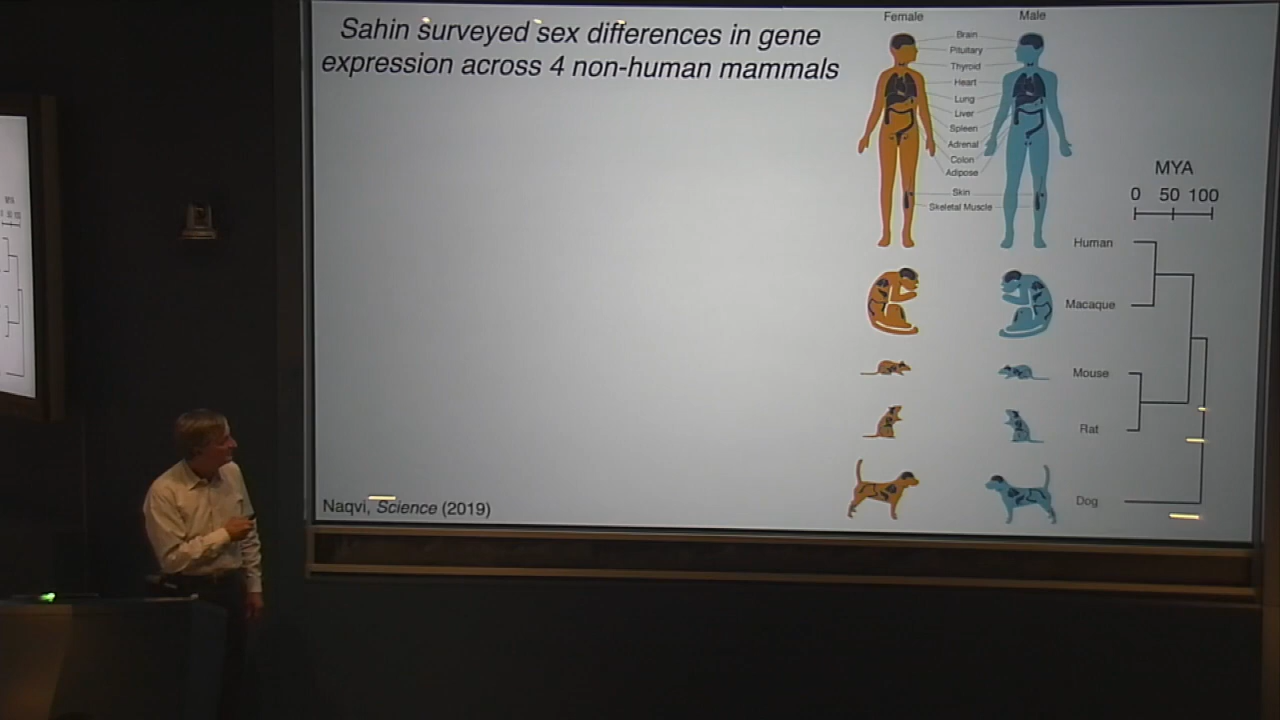 Sahin surveyed sex differences in gene
expression across 4 non-human mammals
Female
Male
Brain
Pituitary
Thyroid
Heart
Lung
Liver
Spleen
Adrenal
Colon
Adipose
Skin
Skeletal Muscle
MYA
0 50 100
Human
Macaque
Mouse
Rat
Dog
Naqvi, Science (2019)
MYA